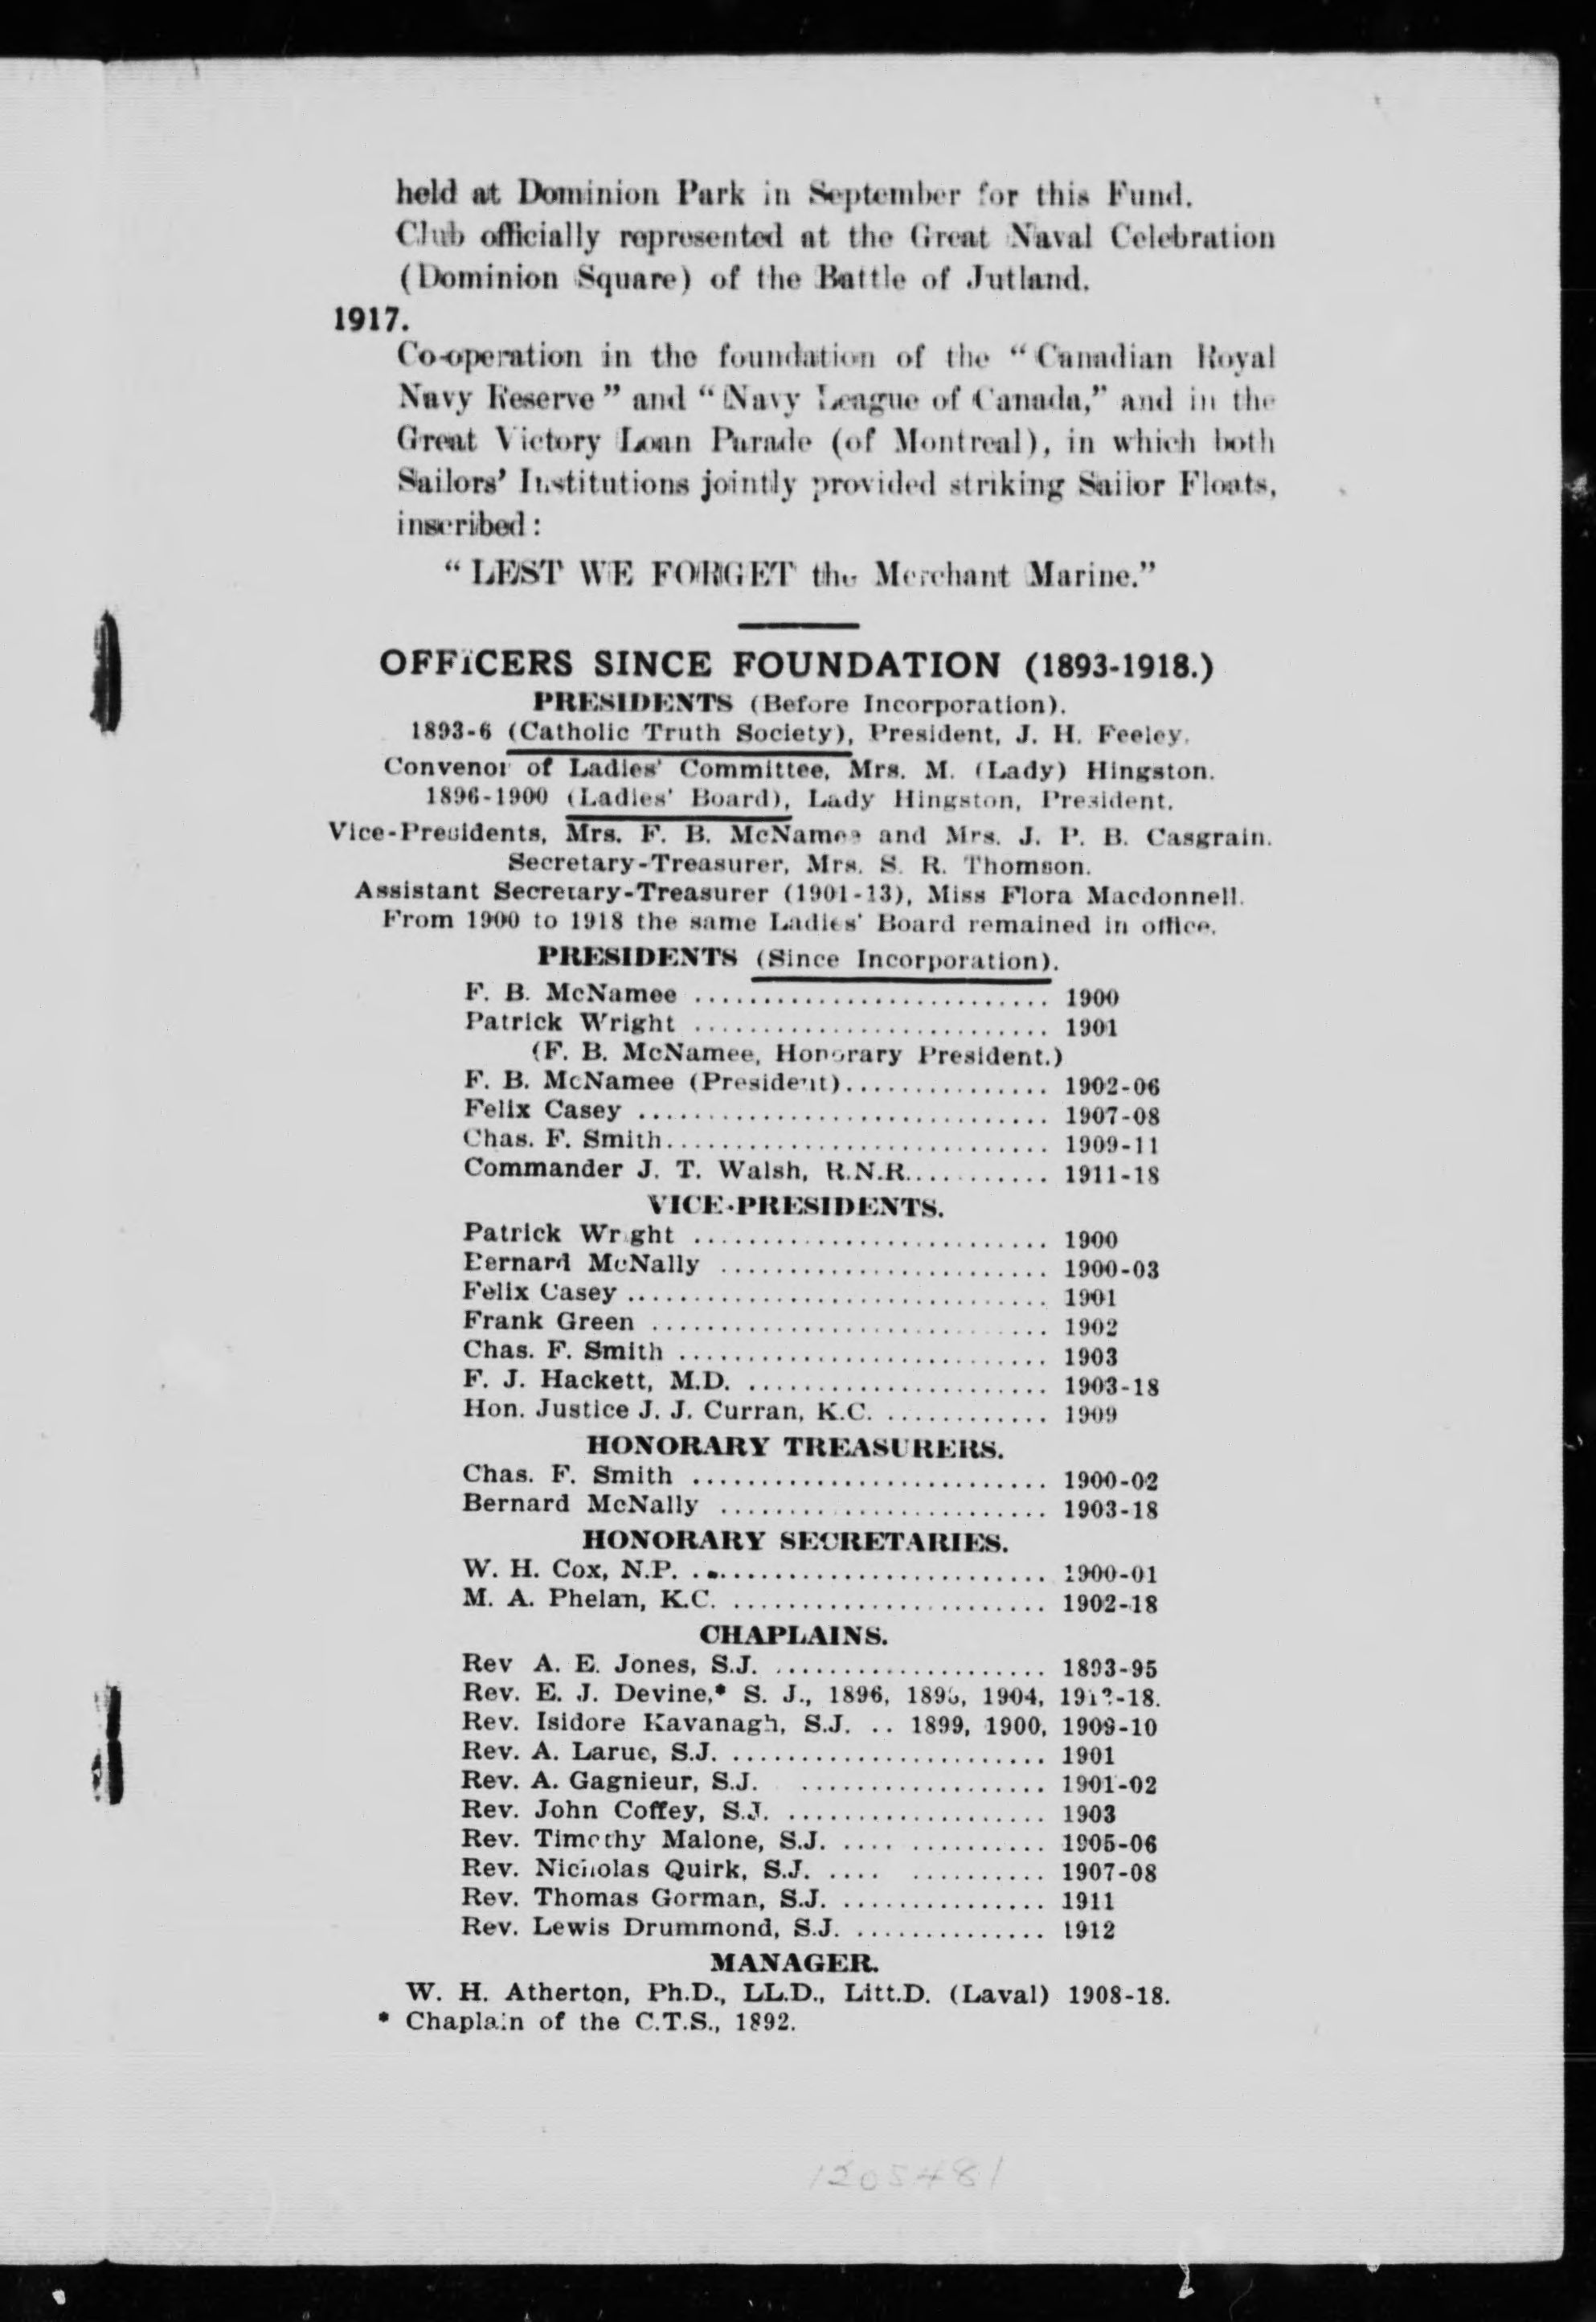 held at Dominion Park in September for this Fund.
Club officially represented at the Great Naval Celebration
(Dominion Square) of the Battle of Jutland.
1917.
Co-operation in the foundation of the “Canadian Royal
Navy Reserve” and “Navy League of Canada,” and in the
Great Victory Loan Parade (of Montreal), in which both
Sailors' Institutions jointly provided striking Sailor Floats,
inscribed:
“LEST WE FORGET the Merchant Marine.”
OFFICERS SINCE FOUNDATION (1893-1918.)
PRESIDENTS (Before Incorporation).
1893-6 (Catholic Truth Society), President, J. H. Feeley.
Convenor of Ladies' Committee, Mrs. M. (Lady) Hingston.
1896-1900 (Ladies' Board), Lady Hingston, President.
Vice-Presidents, Mrs. F. B. McNamee and Mrs. J. P. B. Casgrain.
Secretary-Treasurer, Mrs. S. R. Thomson.
Assistant Secretary-Treasurer (1901-13), Miss Flora Macdonnell.
From 1900 to 1918 the same Ladies' Board remained in office.
PRESIDENTS (Since Incorporation).
F. B. McNamee .......................... 1900
Patrick Wright .......................... 1901
(F. B. McNamee, Honorary President.)
F. B. McNamee (President)............... 1902-06
Felix Casey .............................. 1907-08
Chas. F. Smith............................ 1909-11
Commander J. T. Walsh, R.N.R........... 1911-18
VICE-PRESIDENTS.
Patrick Wright .......................... 1900
Bernard McNally ........................ 1900-03
Felix Casey ............................... 1901
Frank Green ............................. 1902
Chas. F. Smith ........................... 1903
F. J. Hackett, M.D. ...................... 1903-18
Hon. Justice J. J. Curran, K.C. ............ 1909
HONORARY TREASURERS.
Chas. F. Smith .......................... 1900-02
Bernard McNally ........................ 1903-18
HONORARY SECRETARIES.
W. H. Cox, N.P. .......................... 1900-01
M. A. Phelan, K.C. ....................... 1902-18
CHAPLAINS.
Rev A. E. Jones, S.J. .................... 1893-95
Rev. E. J. Devine,* S. J., 1896, 1904,
Rev. Isidore Kavanagh, S.J. .. 1899, 1900, 1909-10
Rev. A. Larue, S.J. ....................... 1901
Rev. A. Gagnieur, S.J. .................. 1901-02
Rev. John Coffey, S.J. ................... 1903
Rev. Timothy Malone, S.J. .... .......... 1905-06
Rev. Nicholas Quirk, S.J. .... .......... 1907-08
Rev. Thomas Gorman, S.J. ............... 1911
Rev. Lewis Drummond, S.J. .............. 1912
MANAGER.
W. H. Atherton, Ph.D., LL.D., Litt.D. (Laval) 1908-18.
* Chaplain of the C.T.S., 1892.
1205481